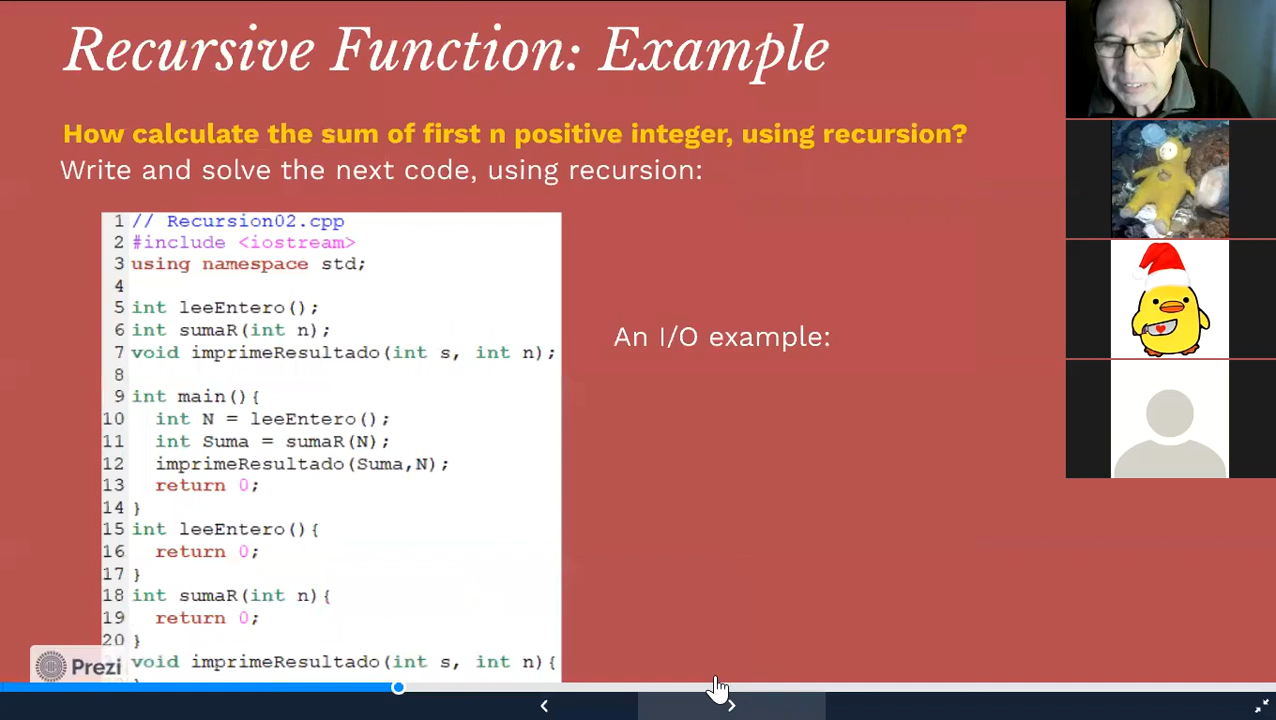 Recursive Function: Example
How calculate the sum of first n positive integer, using recursion?
Write and solve the next code, using recursion:
1 // Recursion02.cpp
2 #include <iostream>
3 using namespace std;
4
5 int leeEntero();
6 int sumaR(int n);
7 void imprimeResultado(int s, int n);
8
9 int main(){
10 int N = leeEntero();
11 int Suma = sumaR(N);
12 imprimeResultado(Suma,N);
13 return 0;
14 }
15 int leeEntero(){
16 return 0;
17 }
18 int sumaR(int n){
19 return 0;
20 }
void imprimeResultado(int s, int n){
An I/O example:
Prezi